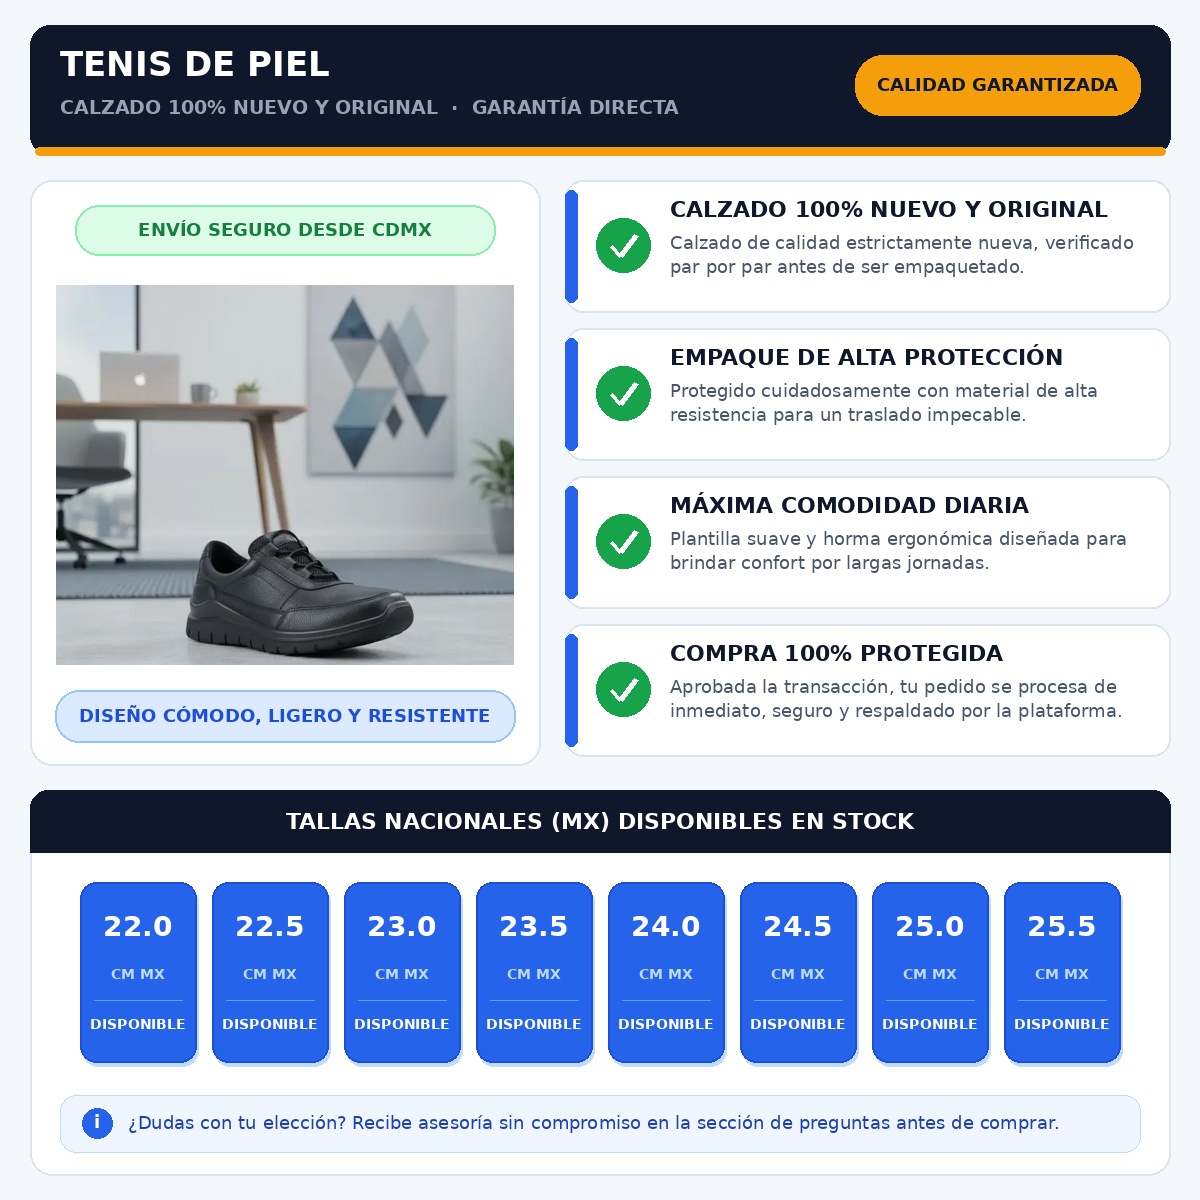 TENIS DE PIEL
CALZADO 100% NUEVO Y ORIGINAL · GARANTÍA DIRECTA
CALIDAD GARANTIZADA
ENVÍO SEGURO DESDE CDMX
DISEÑO CÓMODO, LIGERO Y RESISTENTE
CALZADO 100% NUEVO Y ORIGINAL
Calzado de calidad estrictamente nueva, verificado
par por par antes de ser empaquetado.
EMPAQUE DE ALTA PROTECCIÓN
Protegido cuidadosamente con material de alta
resistencia para un traslado impecable.
MÁXIMA COMODIDAD DIARIA
Plantilla suave y horma ergonómica diseñada para
brindar confort por largas jornadas.
COMPRA 100% PROTEGIDA
Aprobada la transacción, tu pedido se procesa de
inmediato, seguro y respaldado por la plataforma.
TALLAS NACIONALES (MX) DISPONIBLES EN STOCK
22.0 22.5 23.0 23.5 24.0 24.5 25.0 25.5
CM MX CM MX CM MX CM MX CM MX CM MX CM MX CM MX
DISPONIBLE DISPONIBLE DISPONIBLE DISPONIBLE DISPONIBLE DISPONIBLE DISPONIBLE DISPONIBLE
i ¿Dudas con tu elección? Recibe asesoría sin compromiso en la sección de preguntas antes de comprar.